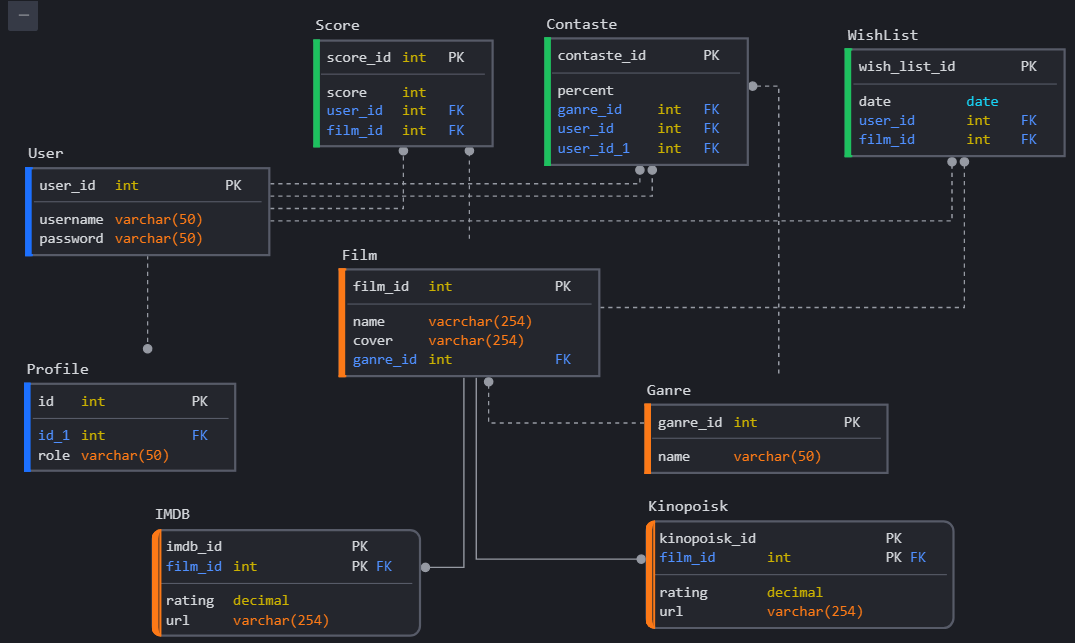 Score
score_id int PK
score int
user_id int FK
film_id int FK
Contaste
contaste_id PK
percent
ganre_id int FK
user_id int FK
user_id_1 int FK
WishList
wish_list_id PK
date date
user_id int FK
film_id int FK
User
user_id int PK
username varchar(50)
password varchar(50)
Film
film_id int PK
name vacrchar(254)
cover varchar(254)
ganre_id int FK
Profile
id int PK
id_1 int FK
role varchar(50)
Ganre
ganre_id int PK
name varchar(50)
IMDB
imdb_id PK
film_id int PK FK
rating decimal
url varchar(254)
Kinopoisk
kinopoisk_id PK
film_id int PK FK
rating decimal
url varchar(254)